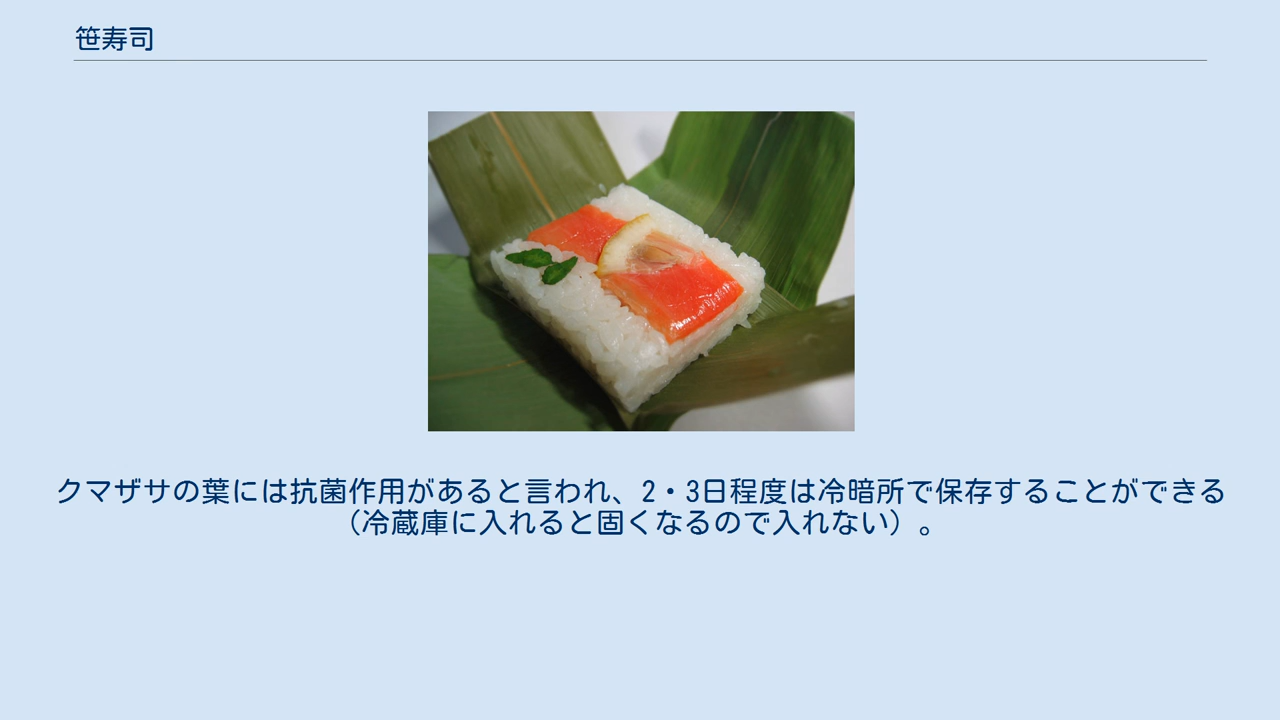 笹寿司
クマザサの葉には抗菌作用があると言われ、2・3日程度は冷暗所で保存することができる
（冷蔵庫に入れると固くなるので入れない）。